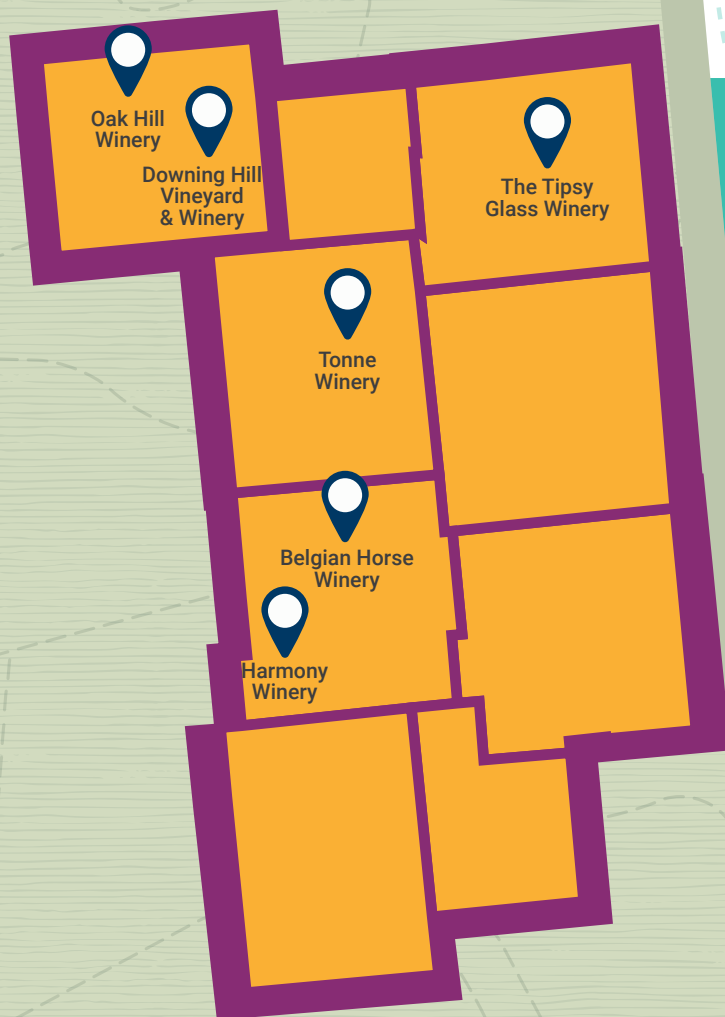 Oak Hill
Winery
Downing Hill
Vineyard
& Winery
The Tipsy
Glass Winery
Tonne
Winery
Belgian Horse
Winery
Harmony
Winery